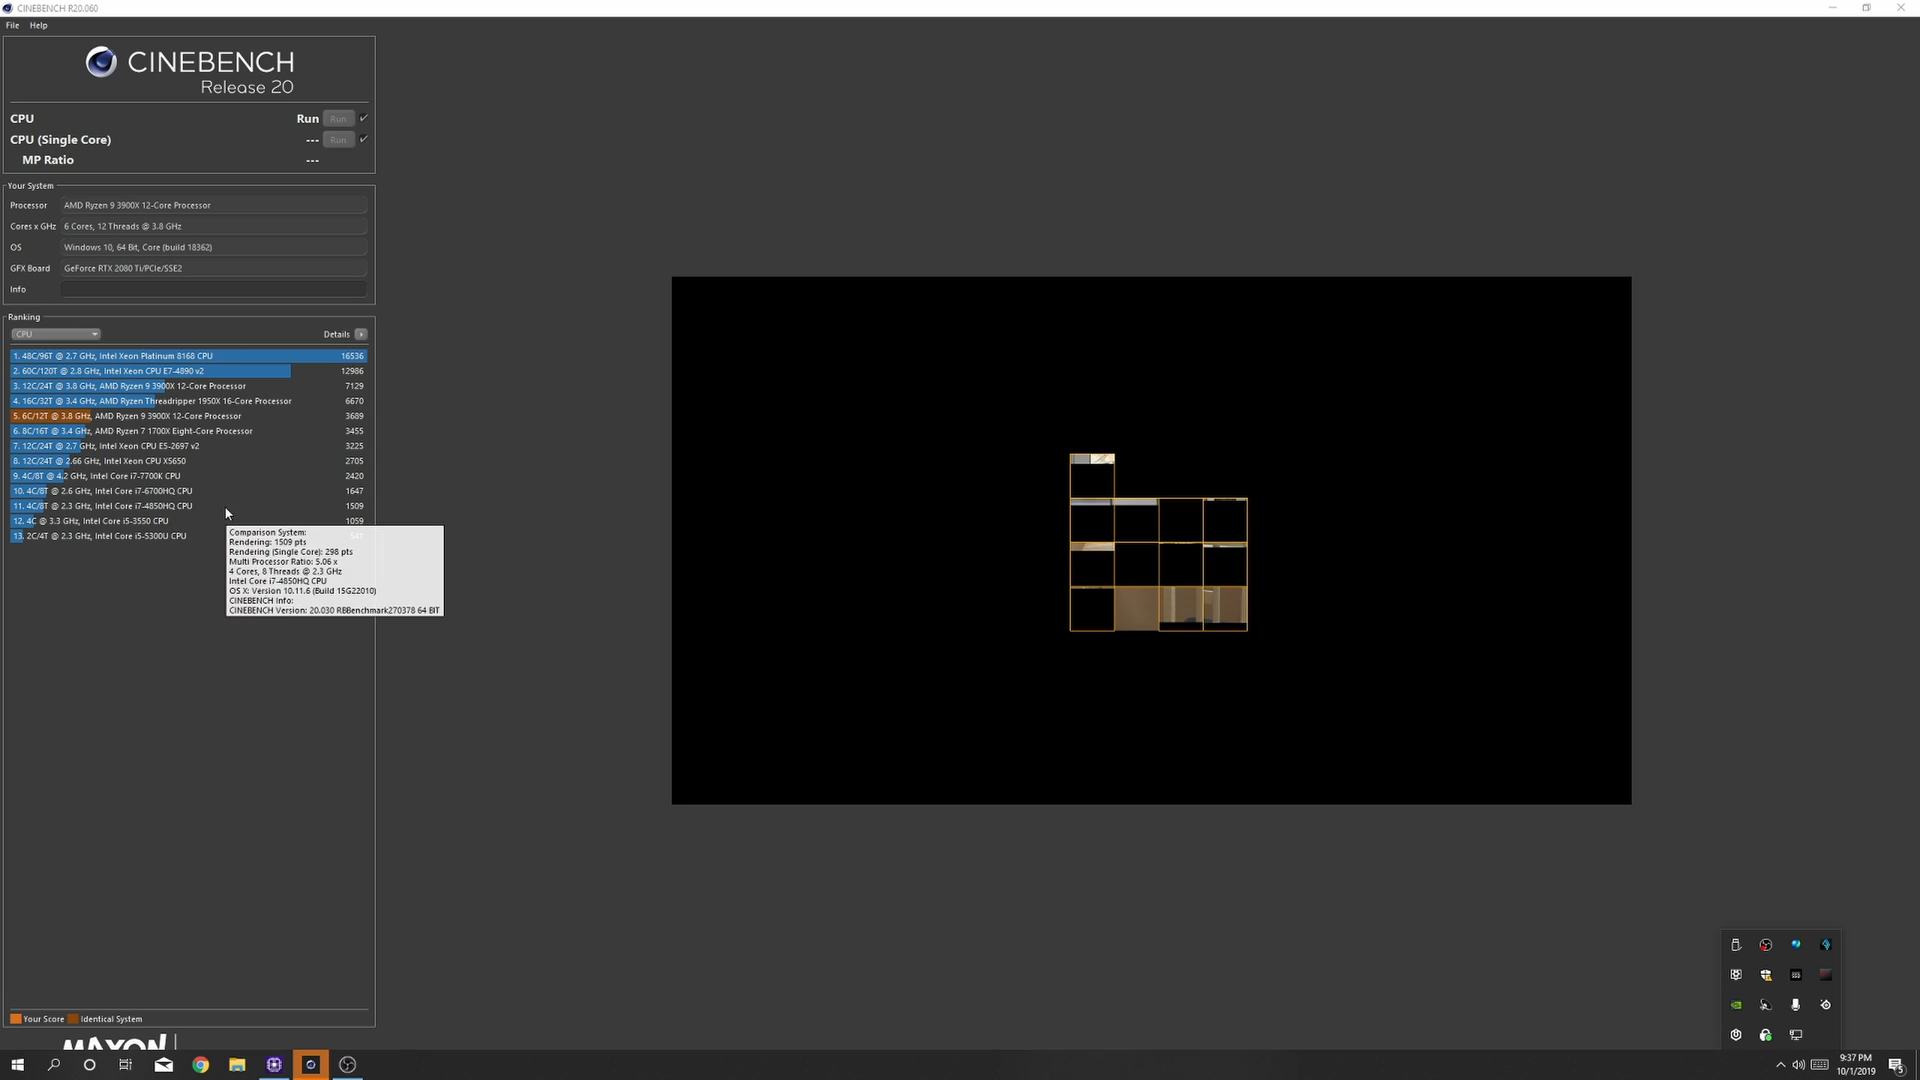 CINEBENCH R20.060
File Help
CINEBENCH
Release 20
CPU Run Run
CPU (Single Core) --- Run
MP Ratio ---
Your System
Processor AMD Ryzen 9 3900X 12-Core Processor
Cores x GHz 6 Cores, 12 Threads @ 3.8 GHz
OS Windows 10, 64 Bit, Core (build 18362)
GFX Board GeForce RTX 2080 Ti/PCIe/SSE2
Info
Ranking
CPU Details
1. 48C/96T @ 2.7 GHz, Intel Xeon Platinum 8168 CPU 16536
2. 60C/120T @ 2.8 GHz, Intel Xeon CPU E7-4890 v2 12986
3. 12C/24T @ 3.8 GHz, AMD Ryzen 9 3900X 12-Core Processor 7129
4. 16C/32T @ 3.4 GHz, AMD Ryzen Threadripper 1950X 16-Core Processor 6670
5. 6C/12T @ 3.8 GHz, AMD Ryzen 9 3900X 12-Core Processor 3689
6. 8C/16T @ 3.4 GHz, AMD Ryzen 7 1700X Eight-Core Processor 3455
7. 12C/24T @ 2.7 GHz, Intel Xeon CPU E5-2697 v2 3225
8. 12C/24T @ 2.66 GHz, Intel Xeon CPU X5650 2705
9. 4C/8T @ 4.2 GHz, Intel Core i7-7700K CPU 2420
10. 4C/8T @ 2.6 GHz, Intel Core i7-6700HQ CPU 1647
11. 4C/8T @ 2.3 GHz, Intel Core i7-4850HQ CPU 1509
12. 4C @ 3.3 GHz, Intel Core i5-3550 CPU 1059
13. 2C/4T @ 2.3 GHz, Intel Core i5-5300U CPU
Comparison System:
Rendering: 1509 pts
Rendering (Single Core): 298 pts
Multi Processor Ratio: 5.06 x
4 Cores, 8 Threads @ 2.3 GHz
Intel Core i7-4850HQ CPU
OS X: Version 10.11.6 (Build 15G22010)
CINEBENCH Info:
CINEBENCH Version: 20.030 RBBenchmark270378 64 BIT
Your Score Identical System
MAXON
9:37 PM
10/1/2019
5